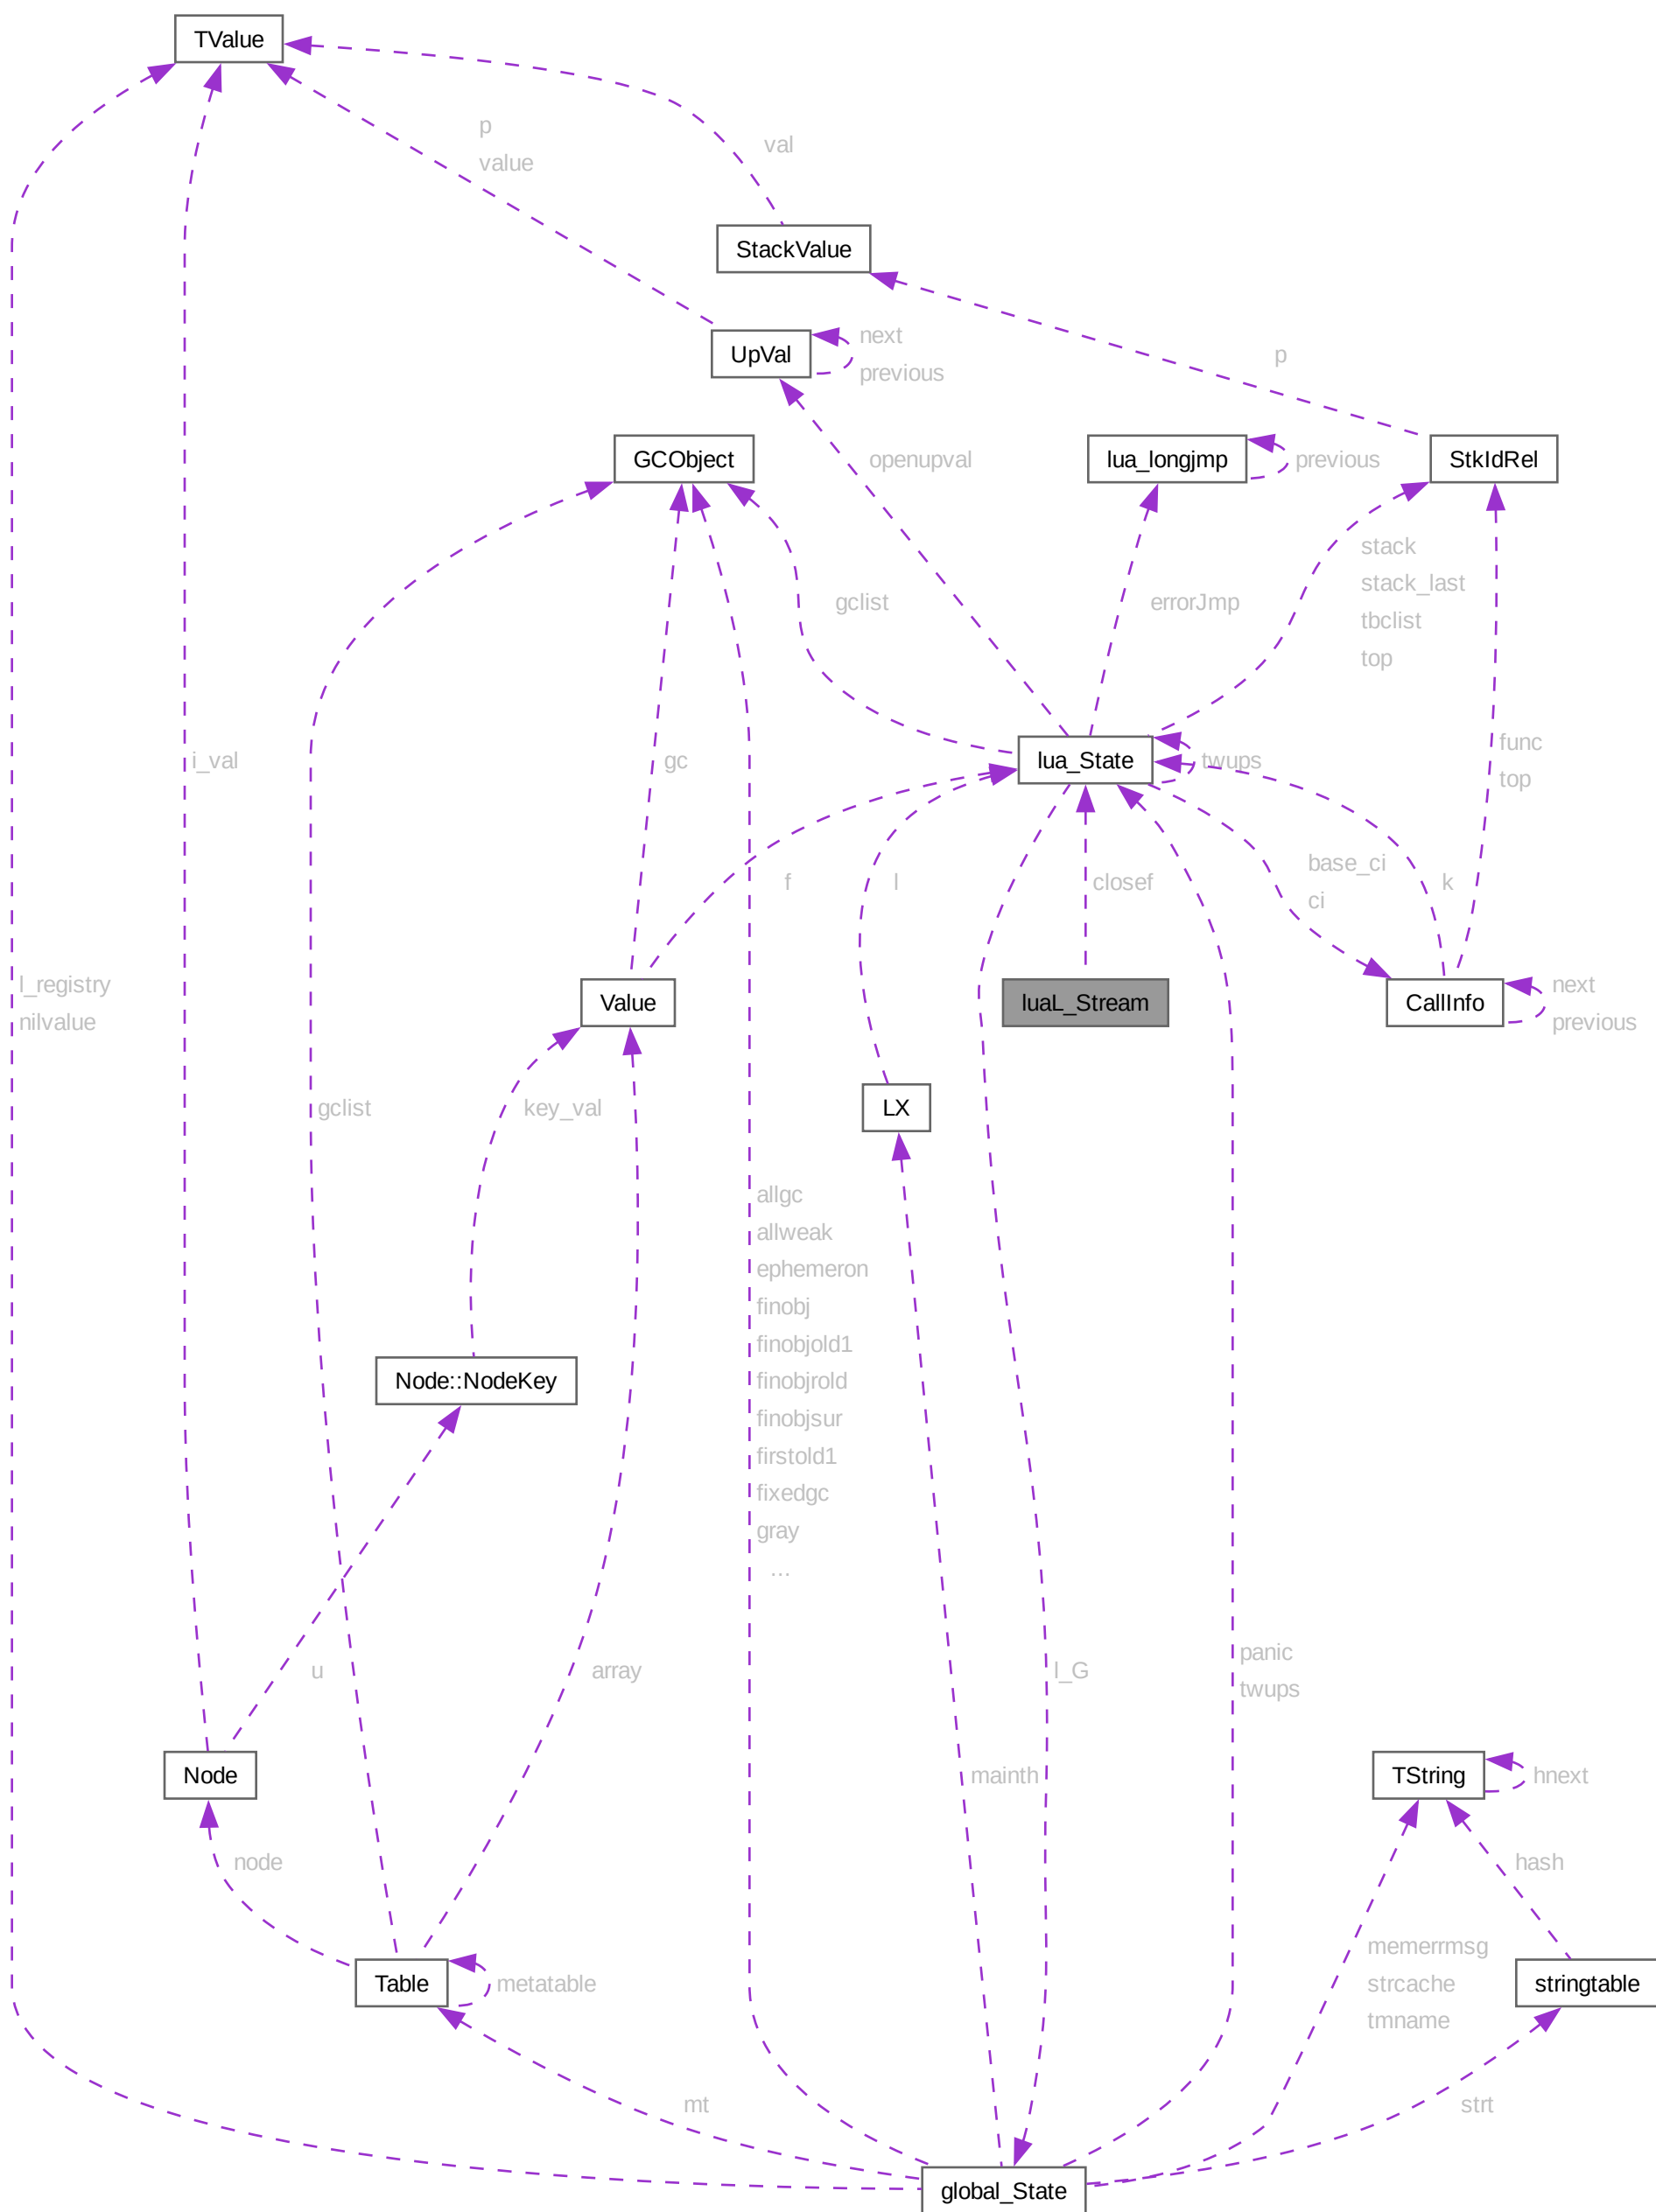 TValue
p
value
val
StackValue
UpVal
next
previous
p
GCObject
openupval
lua_longjmp
previous
StkIdRel
gclist
errorJmp
stack
stack_last
tbclist
top
i_val
gc
lua_State
twups
func
top
f
l
closef
base_ci
ci
k
l_registry
nilvalue
Value
luaL_Stream
CallInfo
next
previous
gclist
key_val
LX
allgc
allweak
ephemeron
finobj
finobjold1
finobjrold
finobjsur
firstold1
fixedgc
gray
...
Node::NodeKey
u
array
l_G
panic
twups
Node
mainth
TString
hnext
node
hash
Table
metatable
memerrmsg
strcache
tmname
stringtable
mt
strt
global_State